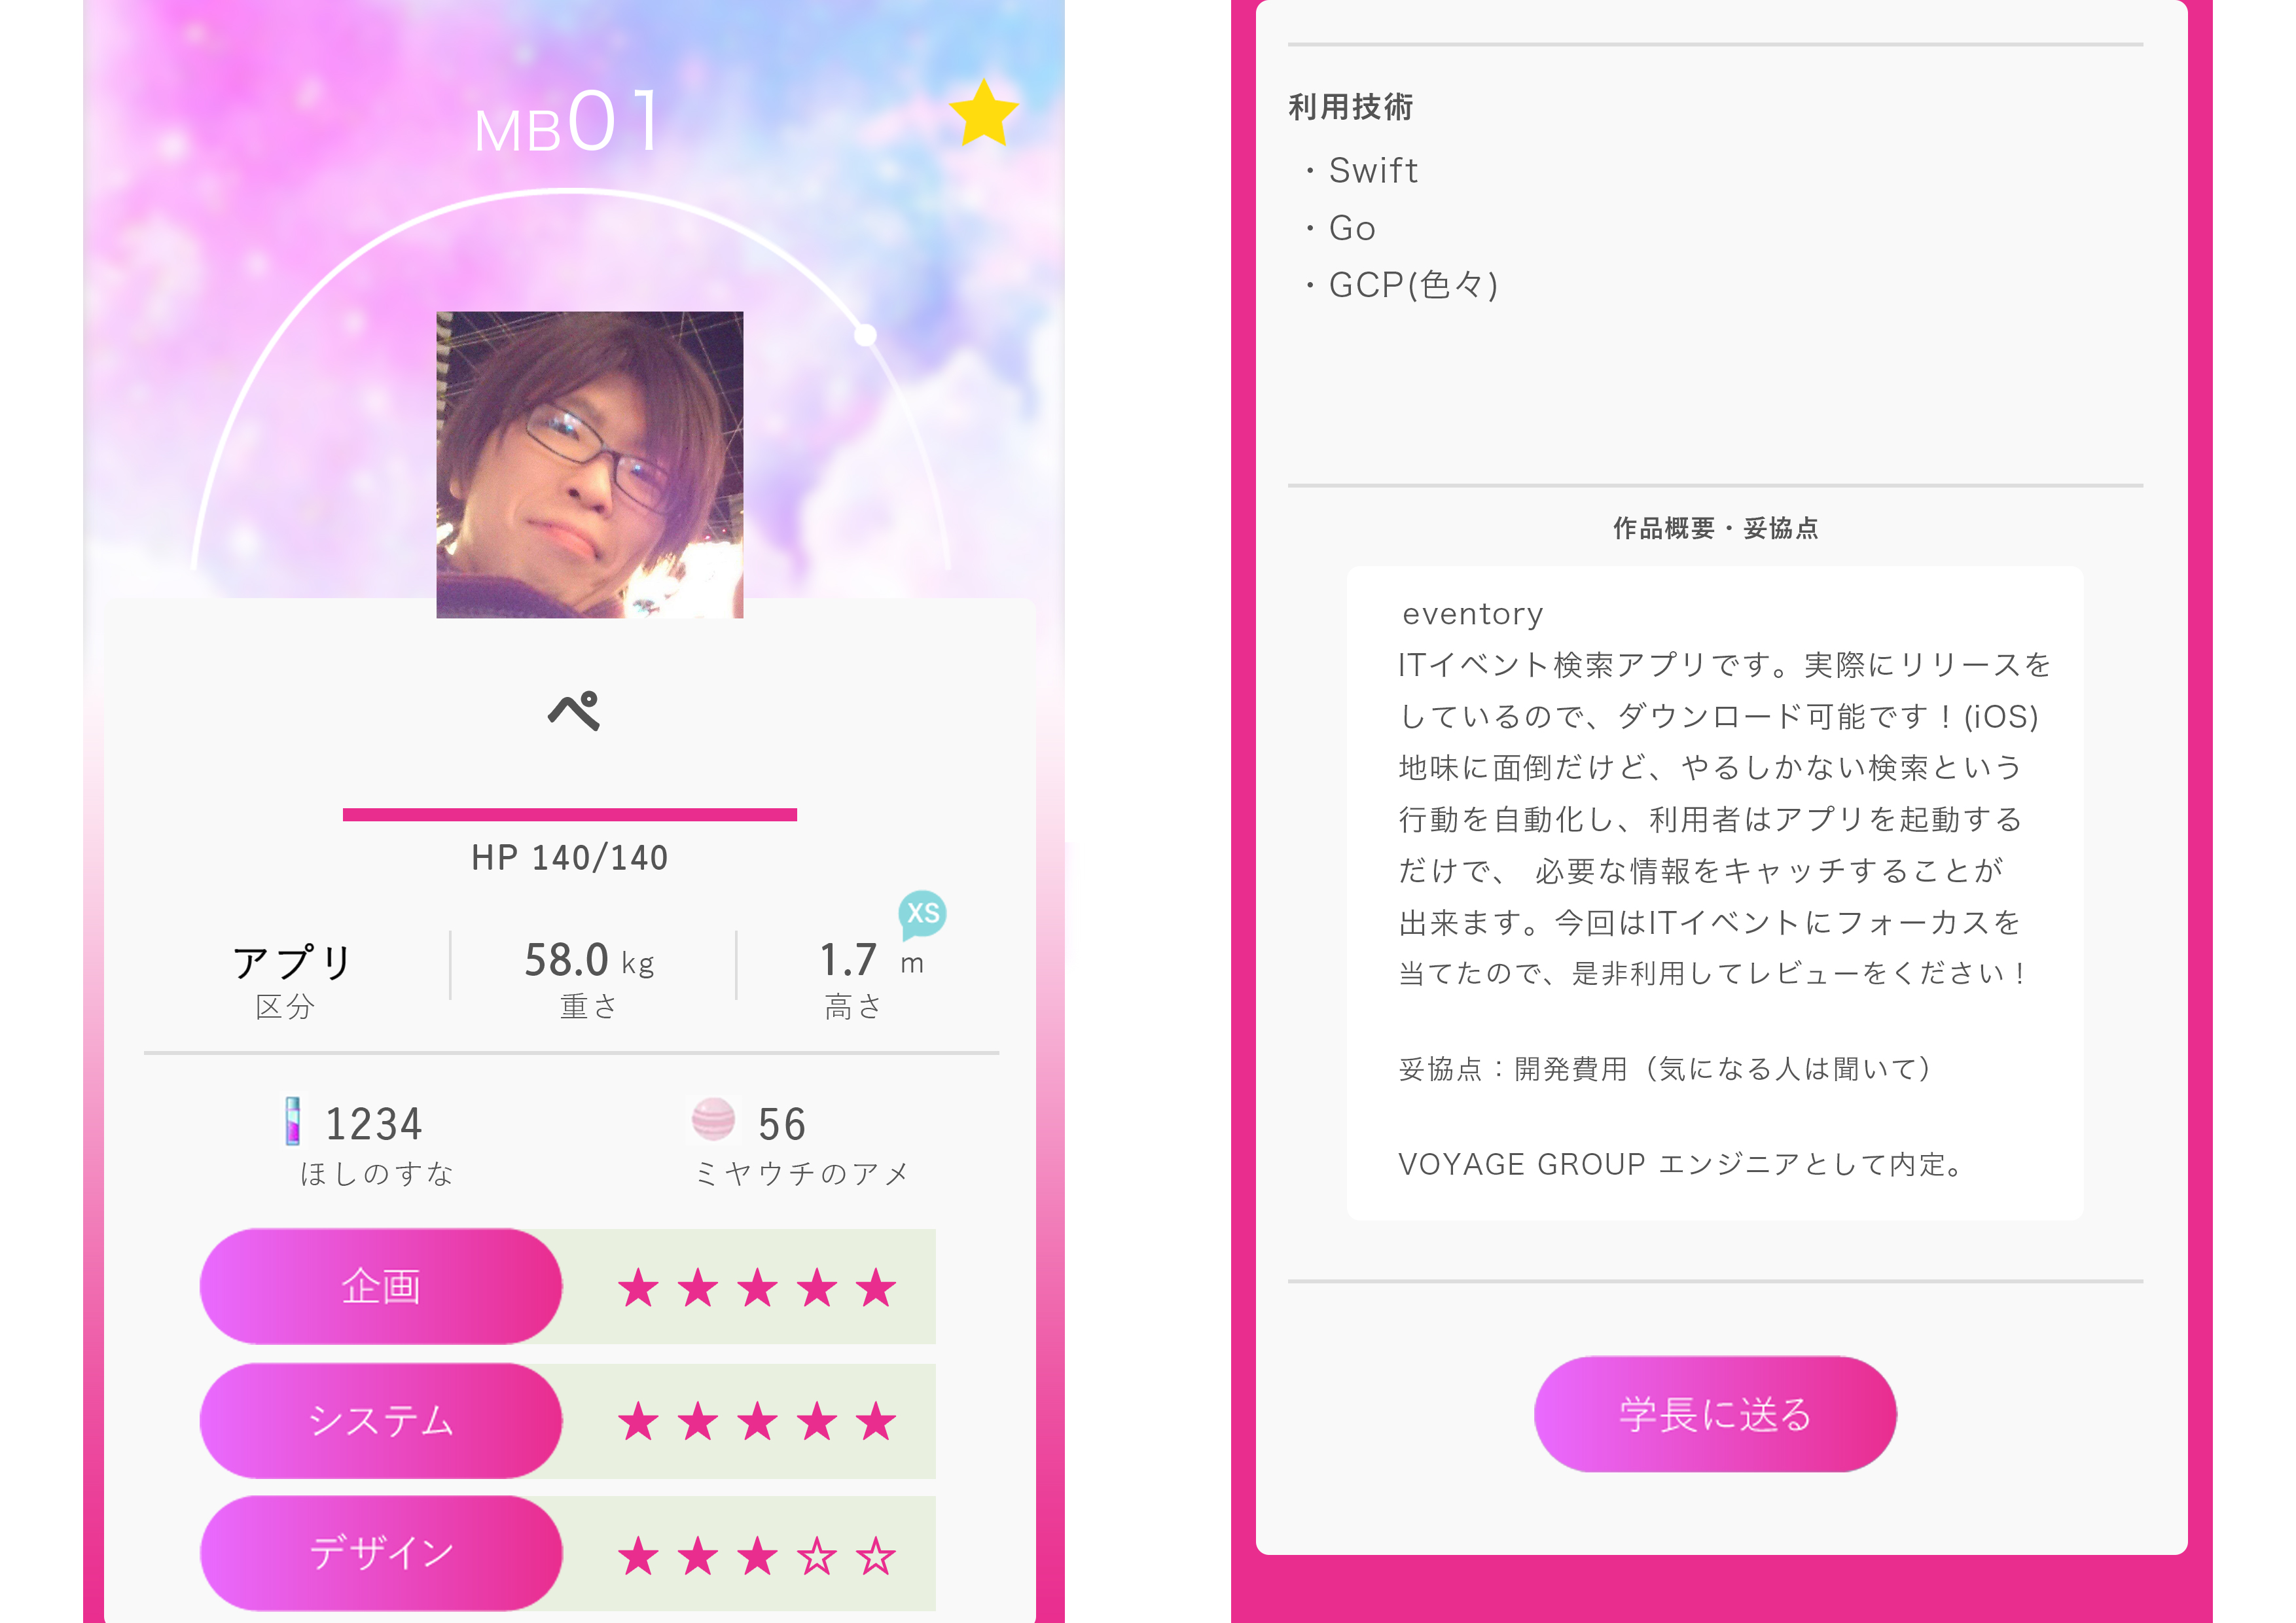 MB01
ぺ
HP 140/140
XS
アプリ
区分
58.0 kg
重さ
1.7 m
高さ
1234
ほしのすな
56
ミヤウチのアメ
企画 ★★★★★
システム ★★★★★
デザイン ★★★☆☆
利用技術
・Swift
・Go
・GCP(色々)
作品概要・妥協点
eventory
ITイベント検索アプリです。実際にリリースを
しているので、ダウンロード可能です！(iOS)
地味に面倒だけど、やるしかない検索という
行動を自動化し、利用者はアプリを起動する
だけで、 必要な情報をキャッチすることが
出来ます。今回はITイベントにフォーカスを
当てたので、是非利用してレビューをください！
妥協点：開発費用（気になる人は聞いて）
VOYAGE GROUP エンジニアとして内定。
学長に送る